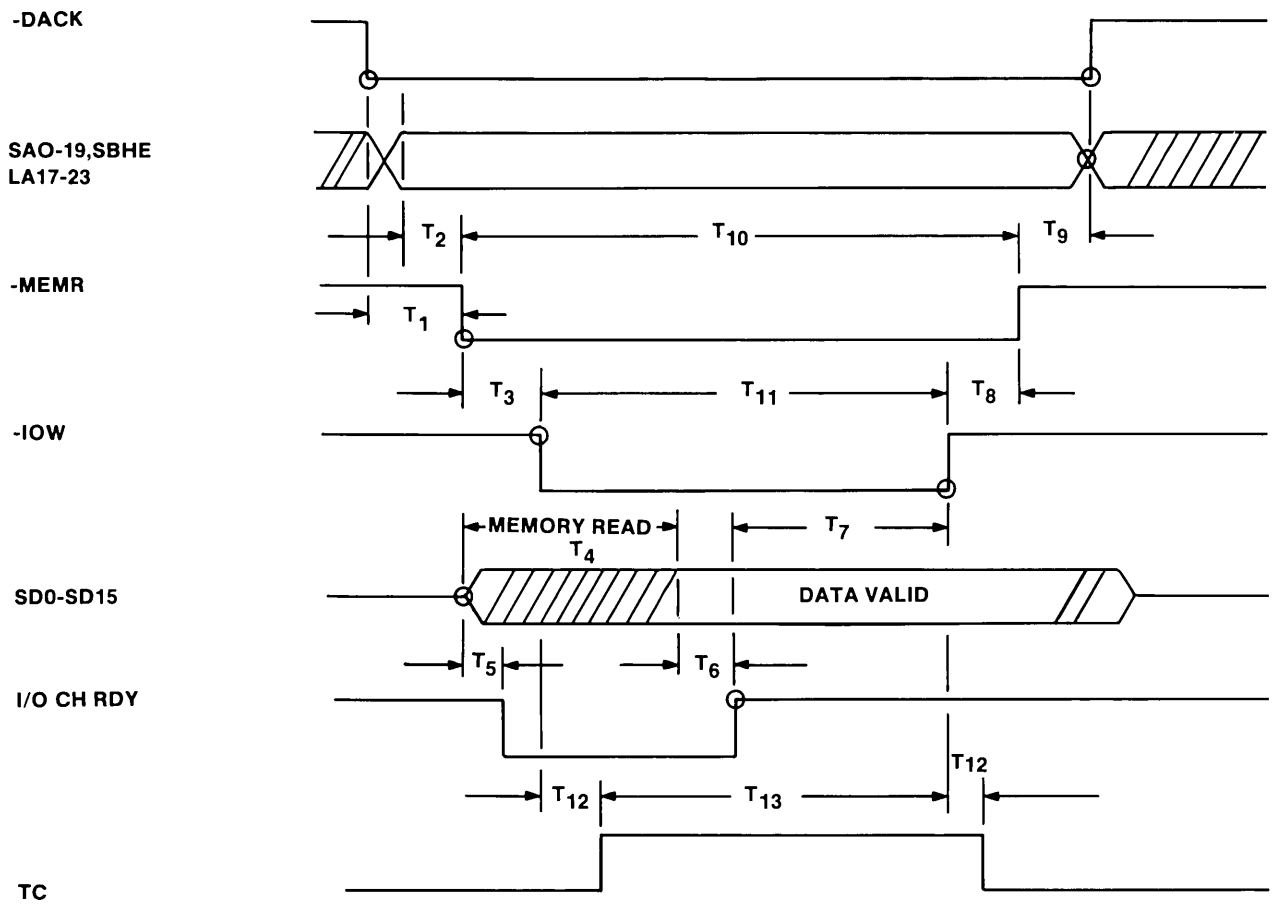 -DACK
SAO-19,SBHE
LA17-23
T2
T10
T9
-MEMR
T1
T3
T11
T8
-IOW
MEMORY READ
T4
T7
SD0-SD15
DATA VALID
T5
T6
I/O CH RDY
T12
T12
T13
TC